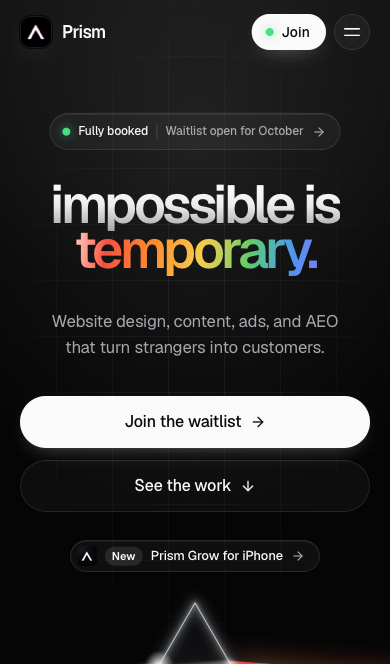 Prism
Join
Fully booked | Waitlist open for October →
impossible is
temporary.
Website design, content, ads, and AEO
that turn strangers into customers.
Join the waitlist →
See the work ↓
New Prism Grow for iPhone →